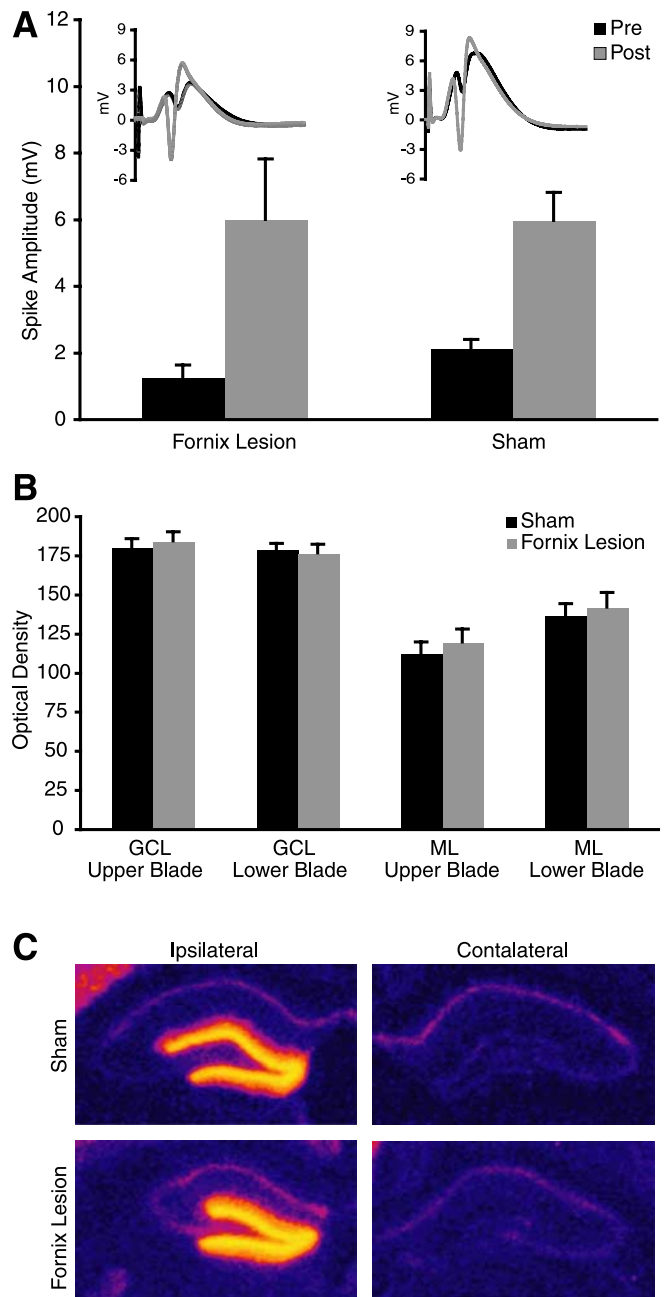 A
Pre
Post
12
10
8
6
4
2
0
Spike Amplitude (mV)
9
6
3
0
-3
-6
mV
9
6
3
0
-3
-6
mV
Fornix Lesion
Sham
B
Sham
Fornix Lesion
200
175
150
125
100
75
50
25
0
Optical Density
GCL
Upper Blade
GCL
Lower Blade
ML
Upper Blade
ML
Lower Blade
C
Ipsilateral
Contalateral
Sham
Fornix Lesion